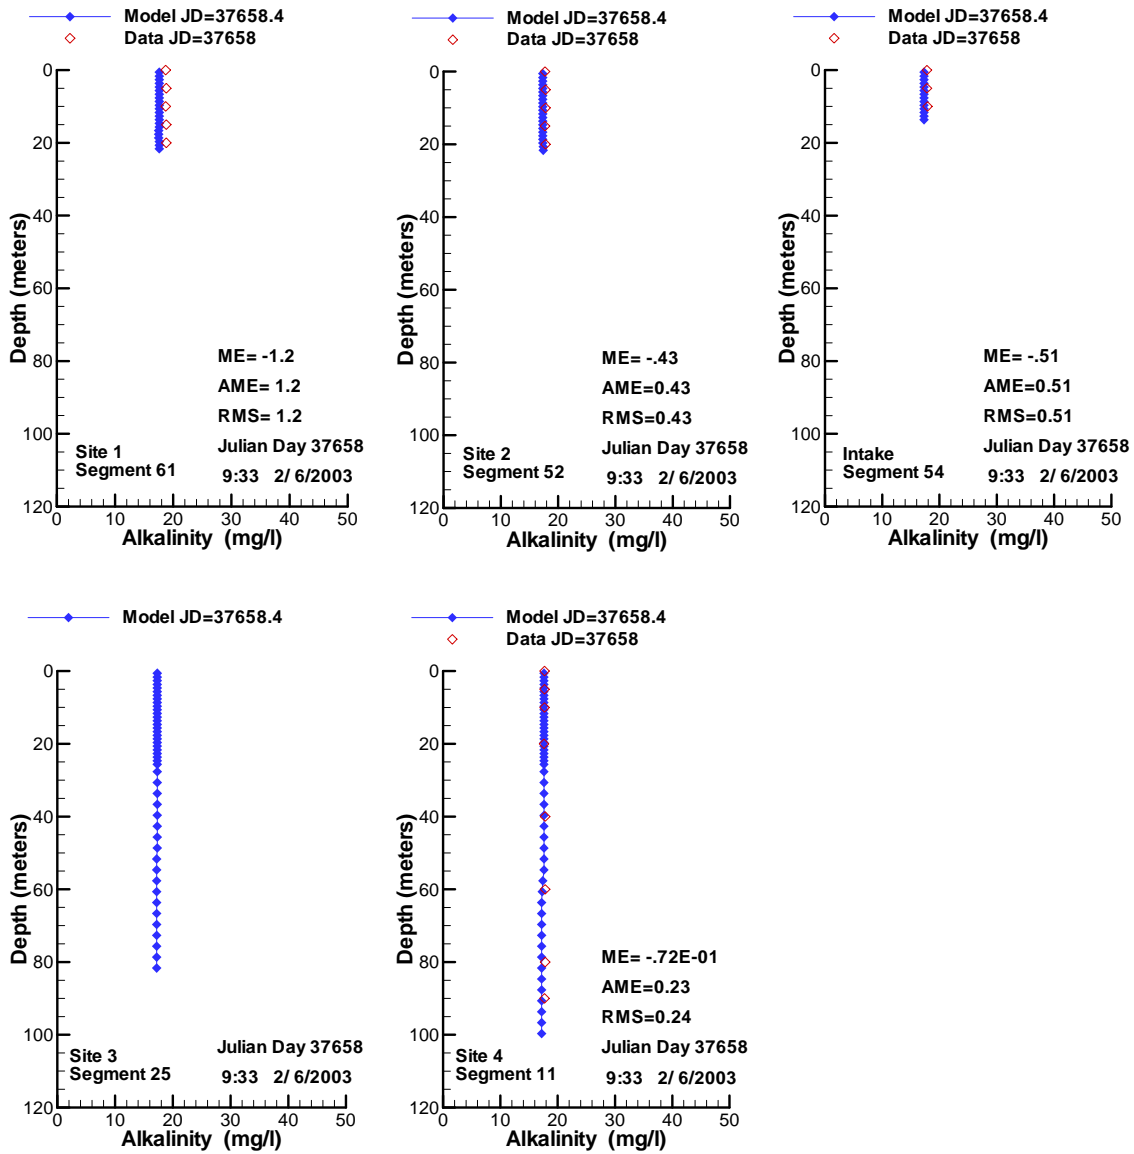 Model JD=37658.4
Data JD=37658
0
20
40
60
80
100
120
Depth (meters)
ME= -1.2
AME= 1.2
RMS= 1.2
Julian Day 37658
9:33 2/ 6/2003
Site 1
Segment 61
0 10 20 30 40 50
Alkalinity (mg/l)
Model JD=37658.4
Data JD=37658
0
20
40
60
80
100
120
Depth (meters)
ME= -.43
AME=0.43
RMS=0.43
Julian Day 37658
9:33 2/ 6/2003
Site 2
Segment 52
0 10 20 30 40 50
Alkalinity (mg/l)
Model JD=37658.4
Data JD=37658
0
20
40
60
80
100
120
Depth (meters)
ME= -.51
AME=0.51
RMS=0.51
Julian Day 37658
9:33 2/ 6/2003
Intake
Segment 54
0 10 20 30 40 50
Alkalinity (mg/l)
Model JD=37658.4
0
20
40
60
80
100
120
Depth (meters)
Julian Day 37658
9:33 2/ 6/2003
Site 3
Segment 25
0 10 20 30 40 50
Alkalinity (mg/l)
Model JD=37658.4
Data JD=37658
0
20
40
60
80
100
120
Depth (meters)
ME= -.72E-01
AME=0.23
RMS=0.24
Julian Day 37658
9:33 2/ 6/2003
Site 4
Segment 11
0 10 20 30 40 50
Alkalinity (mg/l)